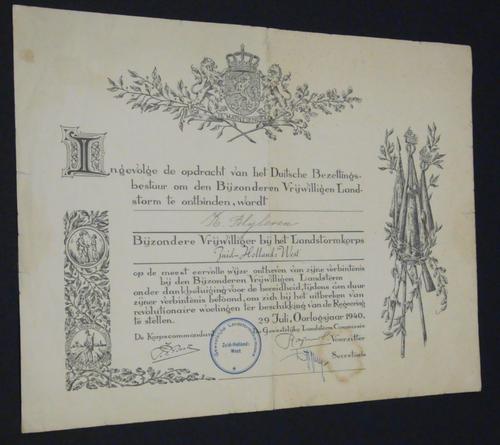 Ingevolge de opdracht van het Duitsche Bezettings-
bestuur om den Bijzonderen Vrijwilligen Land-
storm te ontbinden, wordt
Bijzondere Vrijwilliger bij het Landstormkorps
Zuid-Holland-West
op de meest eervolle wijze ontheven van zijne verbintenis
bij den Bijzonderen Vrijwilligen Landstorm
onder dankbetuiging voor de bereidheid, tijdens den duur
zijner verbintenis betoond, om zich bij het uitbreken van
revolutionaire woelingen ter beschikking van de Regeering
te stellen.
29 Juli, Oorlogsjaar 1940.
De Korpscommandant
De Gewestelijke Landstorm Commissie
Zuid-Holland-
West
Voorzitter
Secretaris